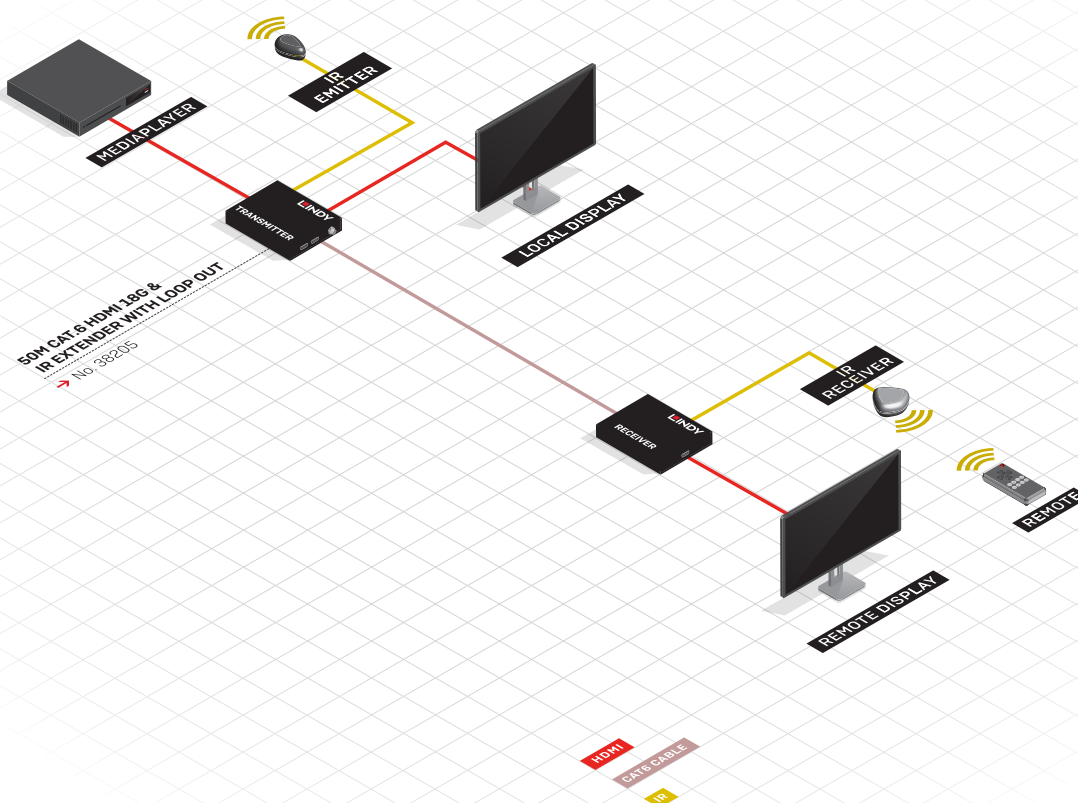 IR
EMITTER
MEDIAPLAYER
LINDY
TRANSMITTER
LOCAL DISPLAY
50M CAT.6 HDMI 18G &
IR EXTENDER WITH LOOP OUT
No. 38205
IR
RECEIVER
LINDY
RECEIVER
REMOTE
REMOTE DISPLAY
HDMI
CAT6 CABLE
IR